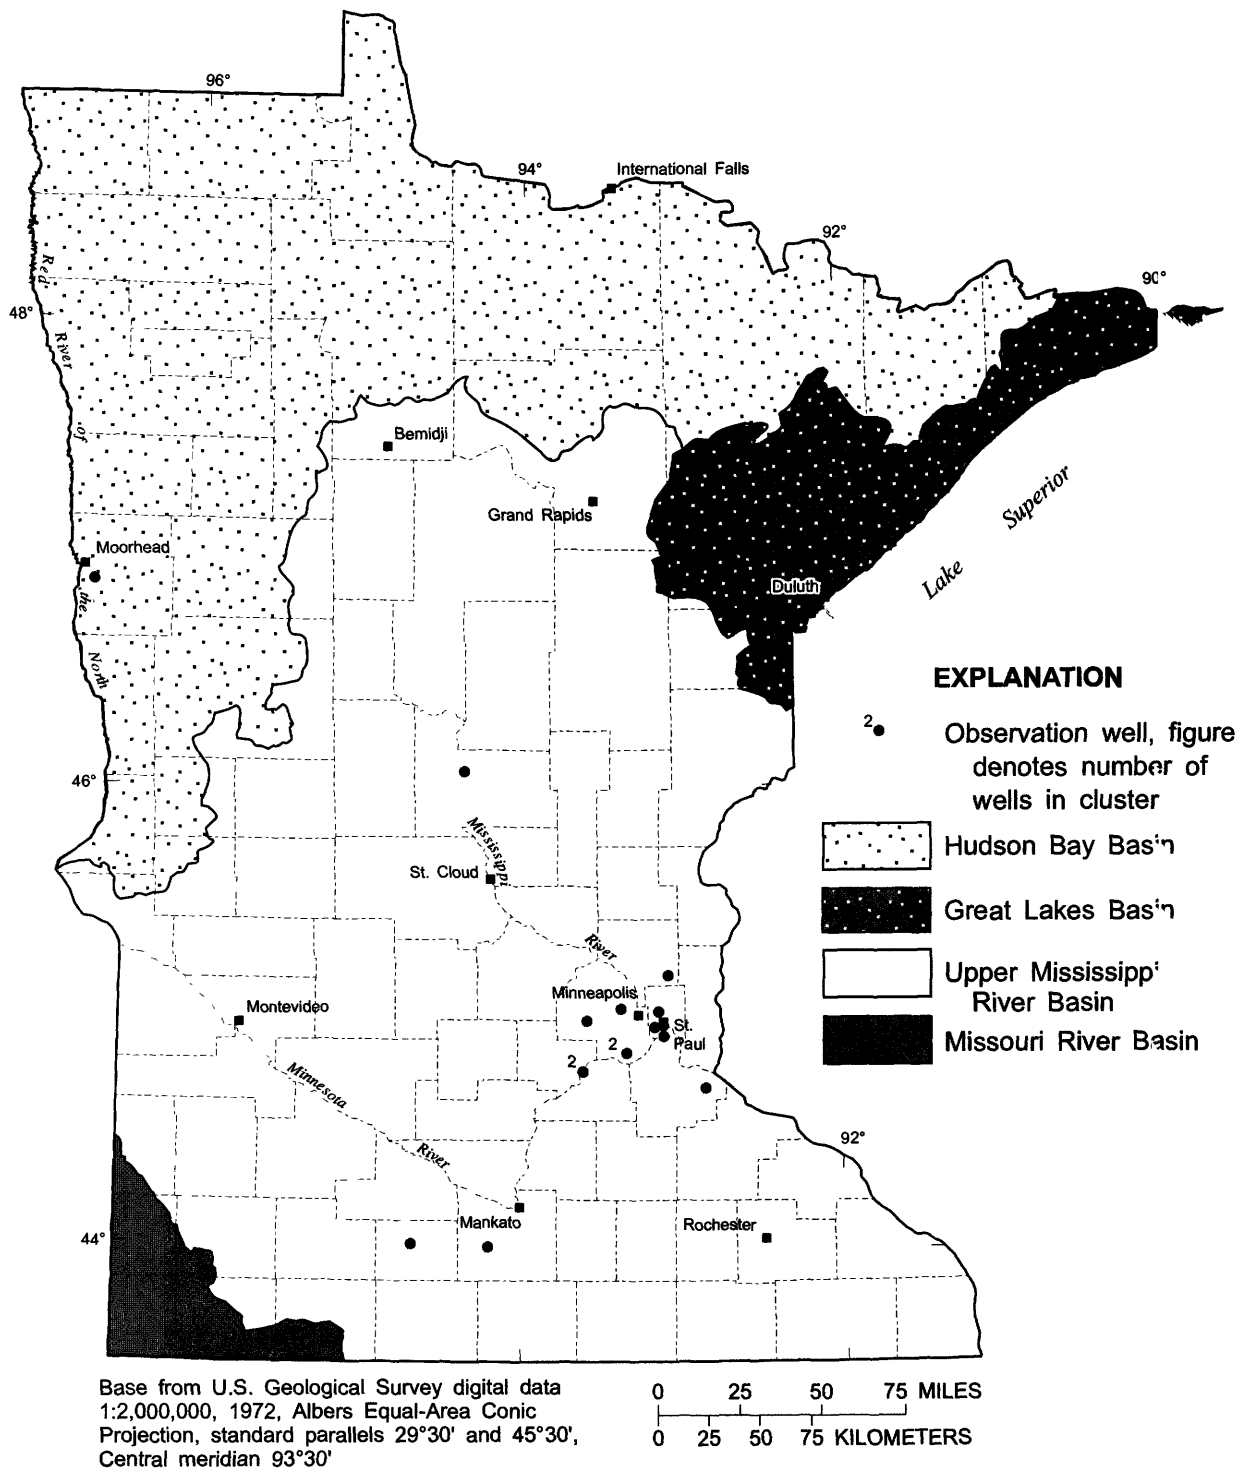 96°
94°
International Falls
92°
90°
48°
Red
River
of
the
North
Bemidji
Grand Rapids
Moorhead
Duluth
Lake Superior
46°
Mississippi
St. Cloud
River
Minneapolis
St.
Paul
2
2
Montevideo
Minnesota
River
92°
Mankato
Rochester
44°
EXPLANATION
2
Observation well, figure
denotes number of
wells in cluster
Hudson Bay Basin
Great Lakes Basin
Upper Mississippi
River Basin
Missouri River Basin
Base from U.S. Geological Survey digital data
1:2,000,000, 1972, Albers Equal-Area Conic
Projection, standard parallels 29°30' and 45°30',
Central meridian 93°30'
0 25 50 75 MILES
0 25 50 75 KILOMETERS